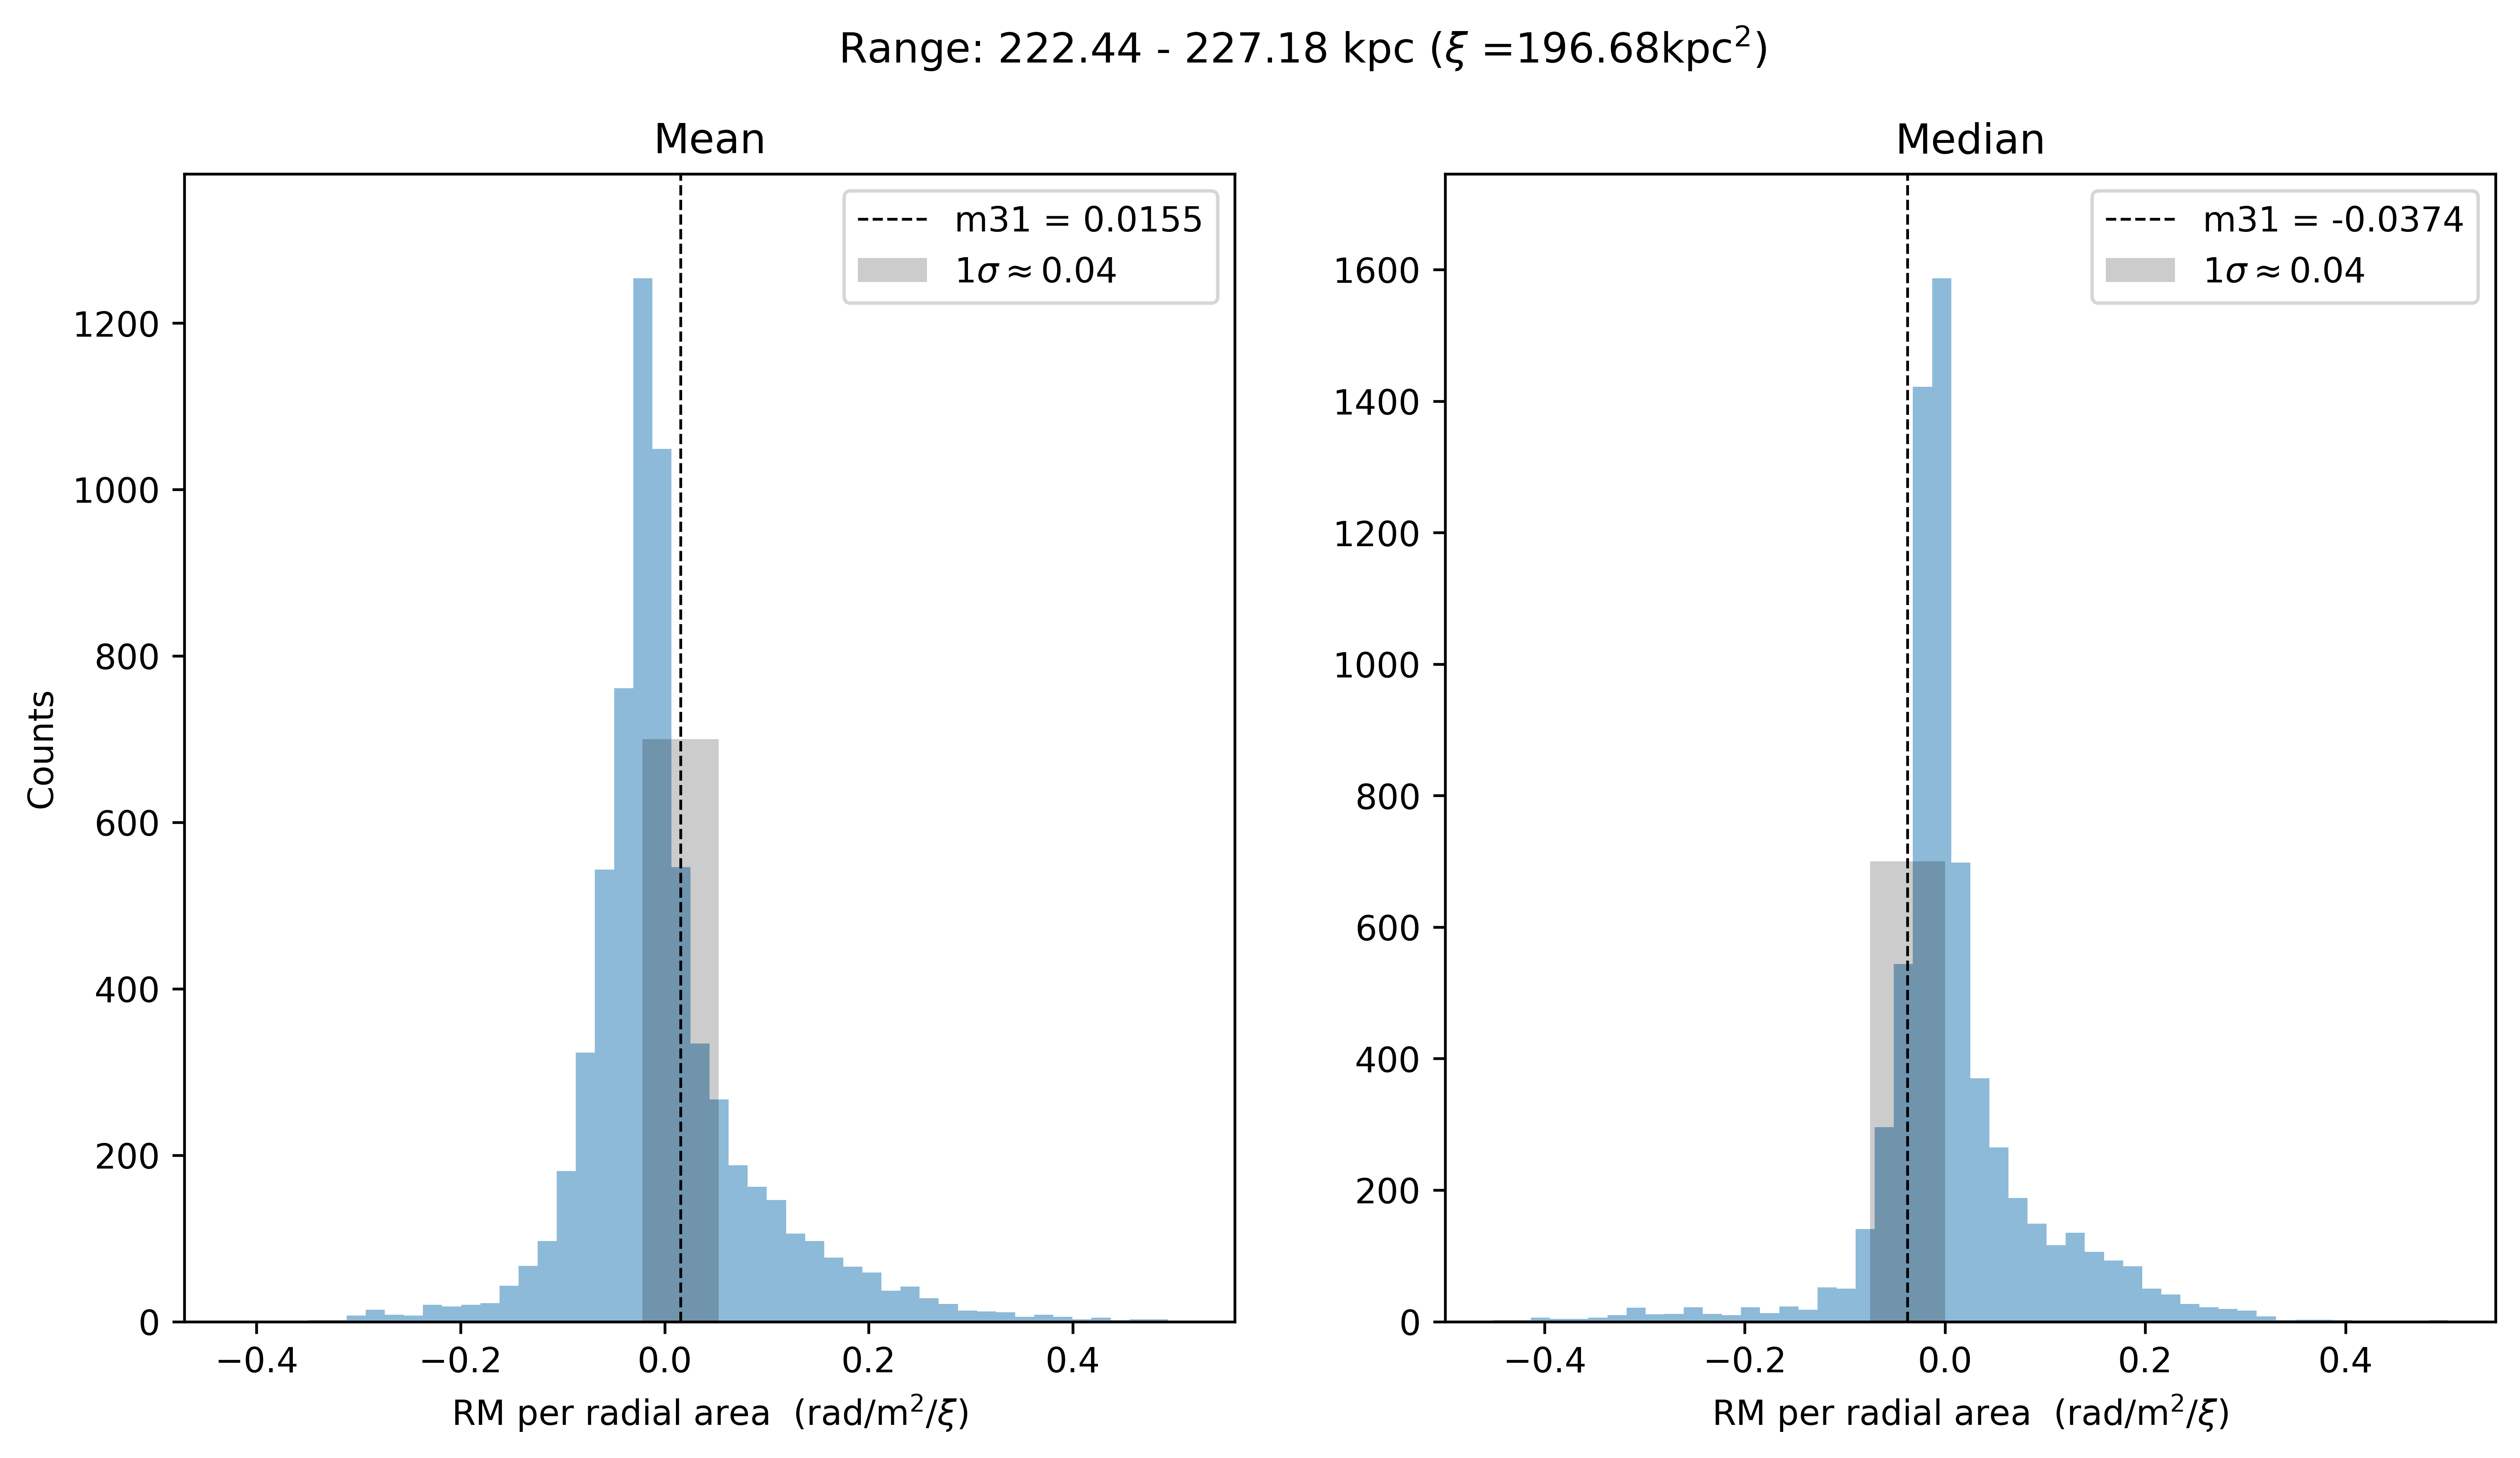 Range: 222.44 - 227.18 kpc (ξ =196.68kpc²)
Mean
m31 = 0.0155
1σ ≈ 0.04
Counts
1200
1000
800
600
400
200
0
−0.4 −0.2 0.0 0.2 0.4
RM per radial area (rad/m²/ξ)
Median
m31 = -0.0374
1σ ≈ 0.04
1600
1400
1200
1000
800
600
400
200
0
−0.4 −0.2 0.0 0.2 0.4
RM per radial area (rad/m²/ξ)